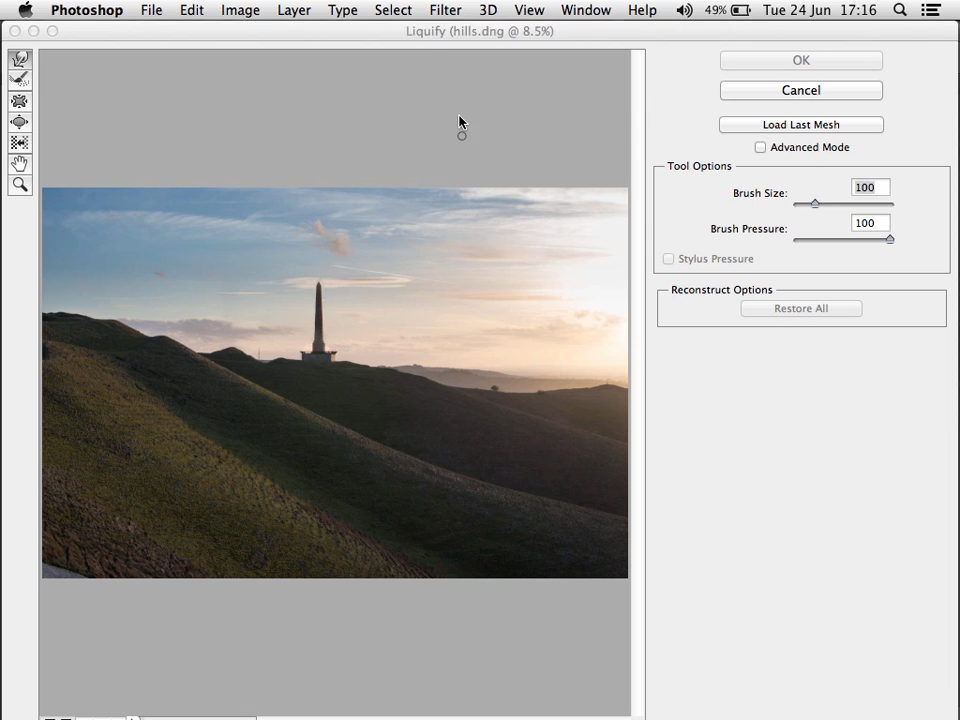 Photoshop File Edit Image Layer Type Select Filter 3D View Window Help 49% Tue 24 Jun 17:16
Liquify (hills.dng @ 8.5%)
OK
Cancel
Load Last Mesh
Advanced Mode
Tool Options
Brush Size: 100
Brush Pressure: 100
Stylus Pressure
Reconstruct Options
Restore All